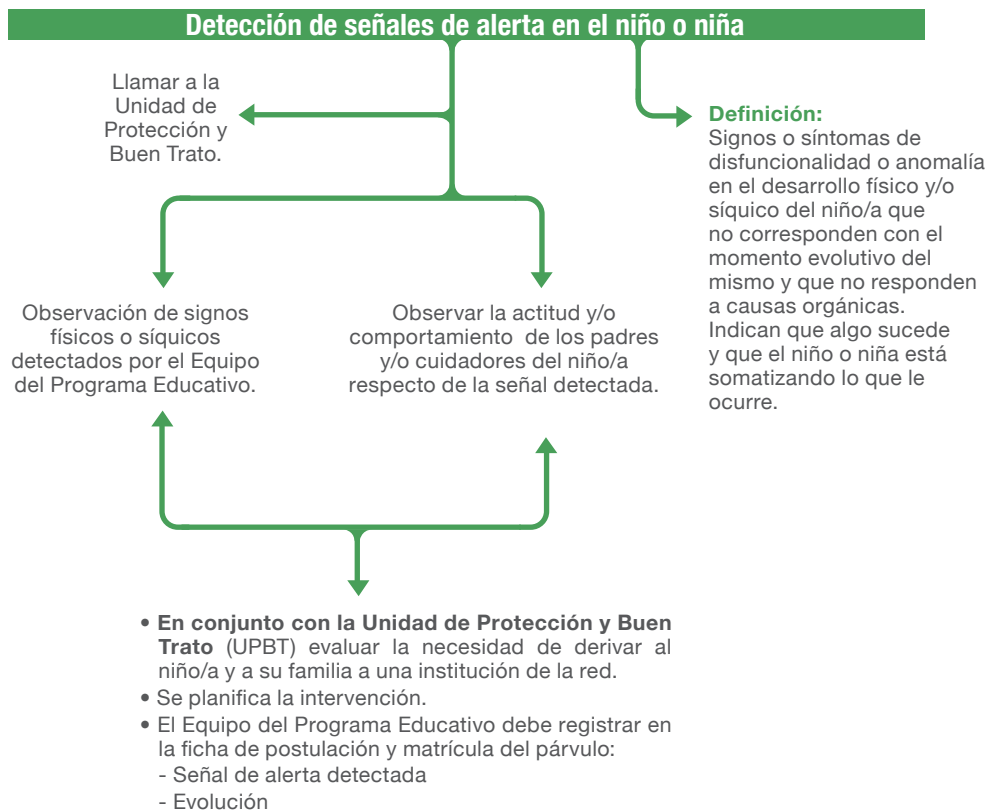 Detección de señales de alerta en el niño o niña
Llamar a la
Unidad de
Protección y
Buen Trato.
Definición:
Signos o síntomas de
disfuncionalidad o anomalía
en el desarrollo físico y/o
síquico del niño/a que
no corresponden con el
momento evolutivo del
mismo y que no responden
a causas orgánicas.
Indican que algo sucede
y que el niño o niña está
somatizando lo que le
ocurre.
Observación de signos
físicos o síquicos
detectados por el Equipo
del Programa Educativo.
Observar la actitud y/o
comportamiento de los padres
y/o cuidadores del niño/a
respecto de la señal detectada.
• En conjunto con la Unidad de Protección y Buen
Trato (UPBT) evaluar la necesidad de derivar al
niño/a y a su familia a una institución de la red.
• Se planifica la intervención.
• El Equipo del Programa Educativo debe registrar en
la ficha de postulación y matrícula del párvulo:
- Señal de alerta detectada
- Evolución